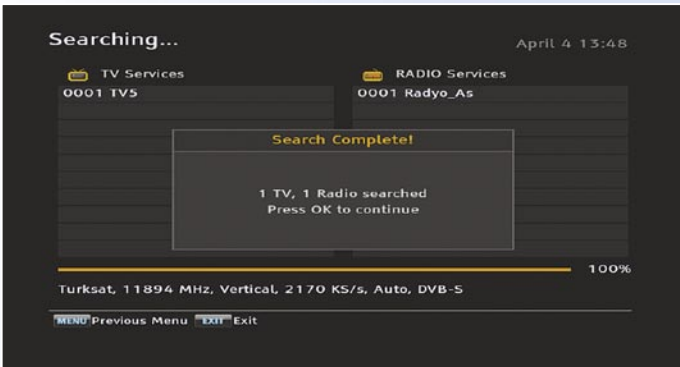 Searching...
April 4 13:48
TV Services
RADIO Services
0001 TV5
0001 Radyo_As
Search Complete!
1 TV, 1 Radio searched
Press OK to continue
100%
Turksat, 11894 MHz, Vertical, 2170 KS/s, Auto, DVB-S
MENU Previous Menu EXIT Exit